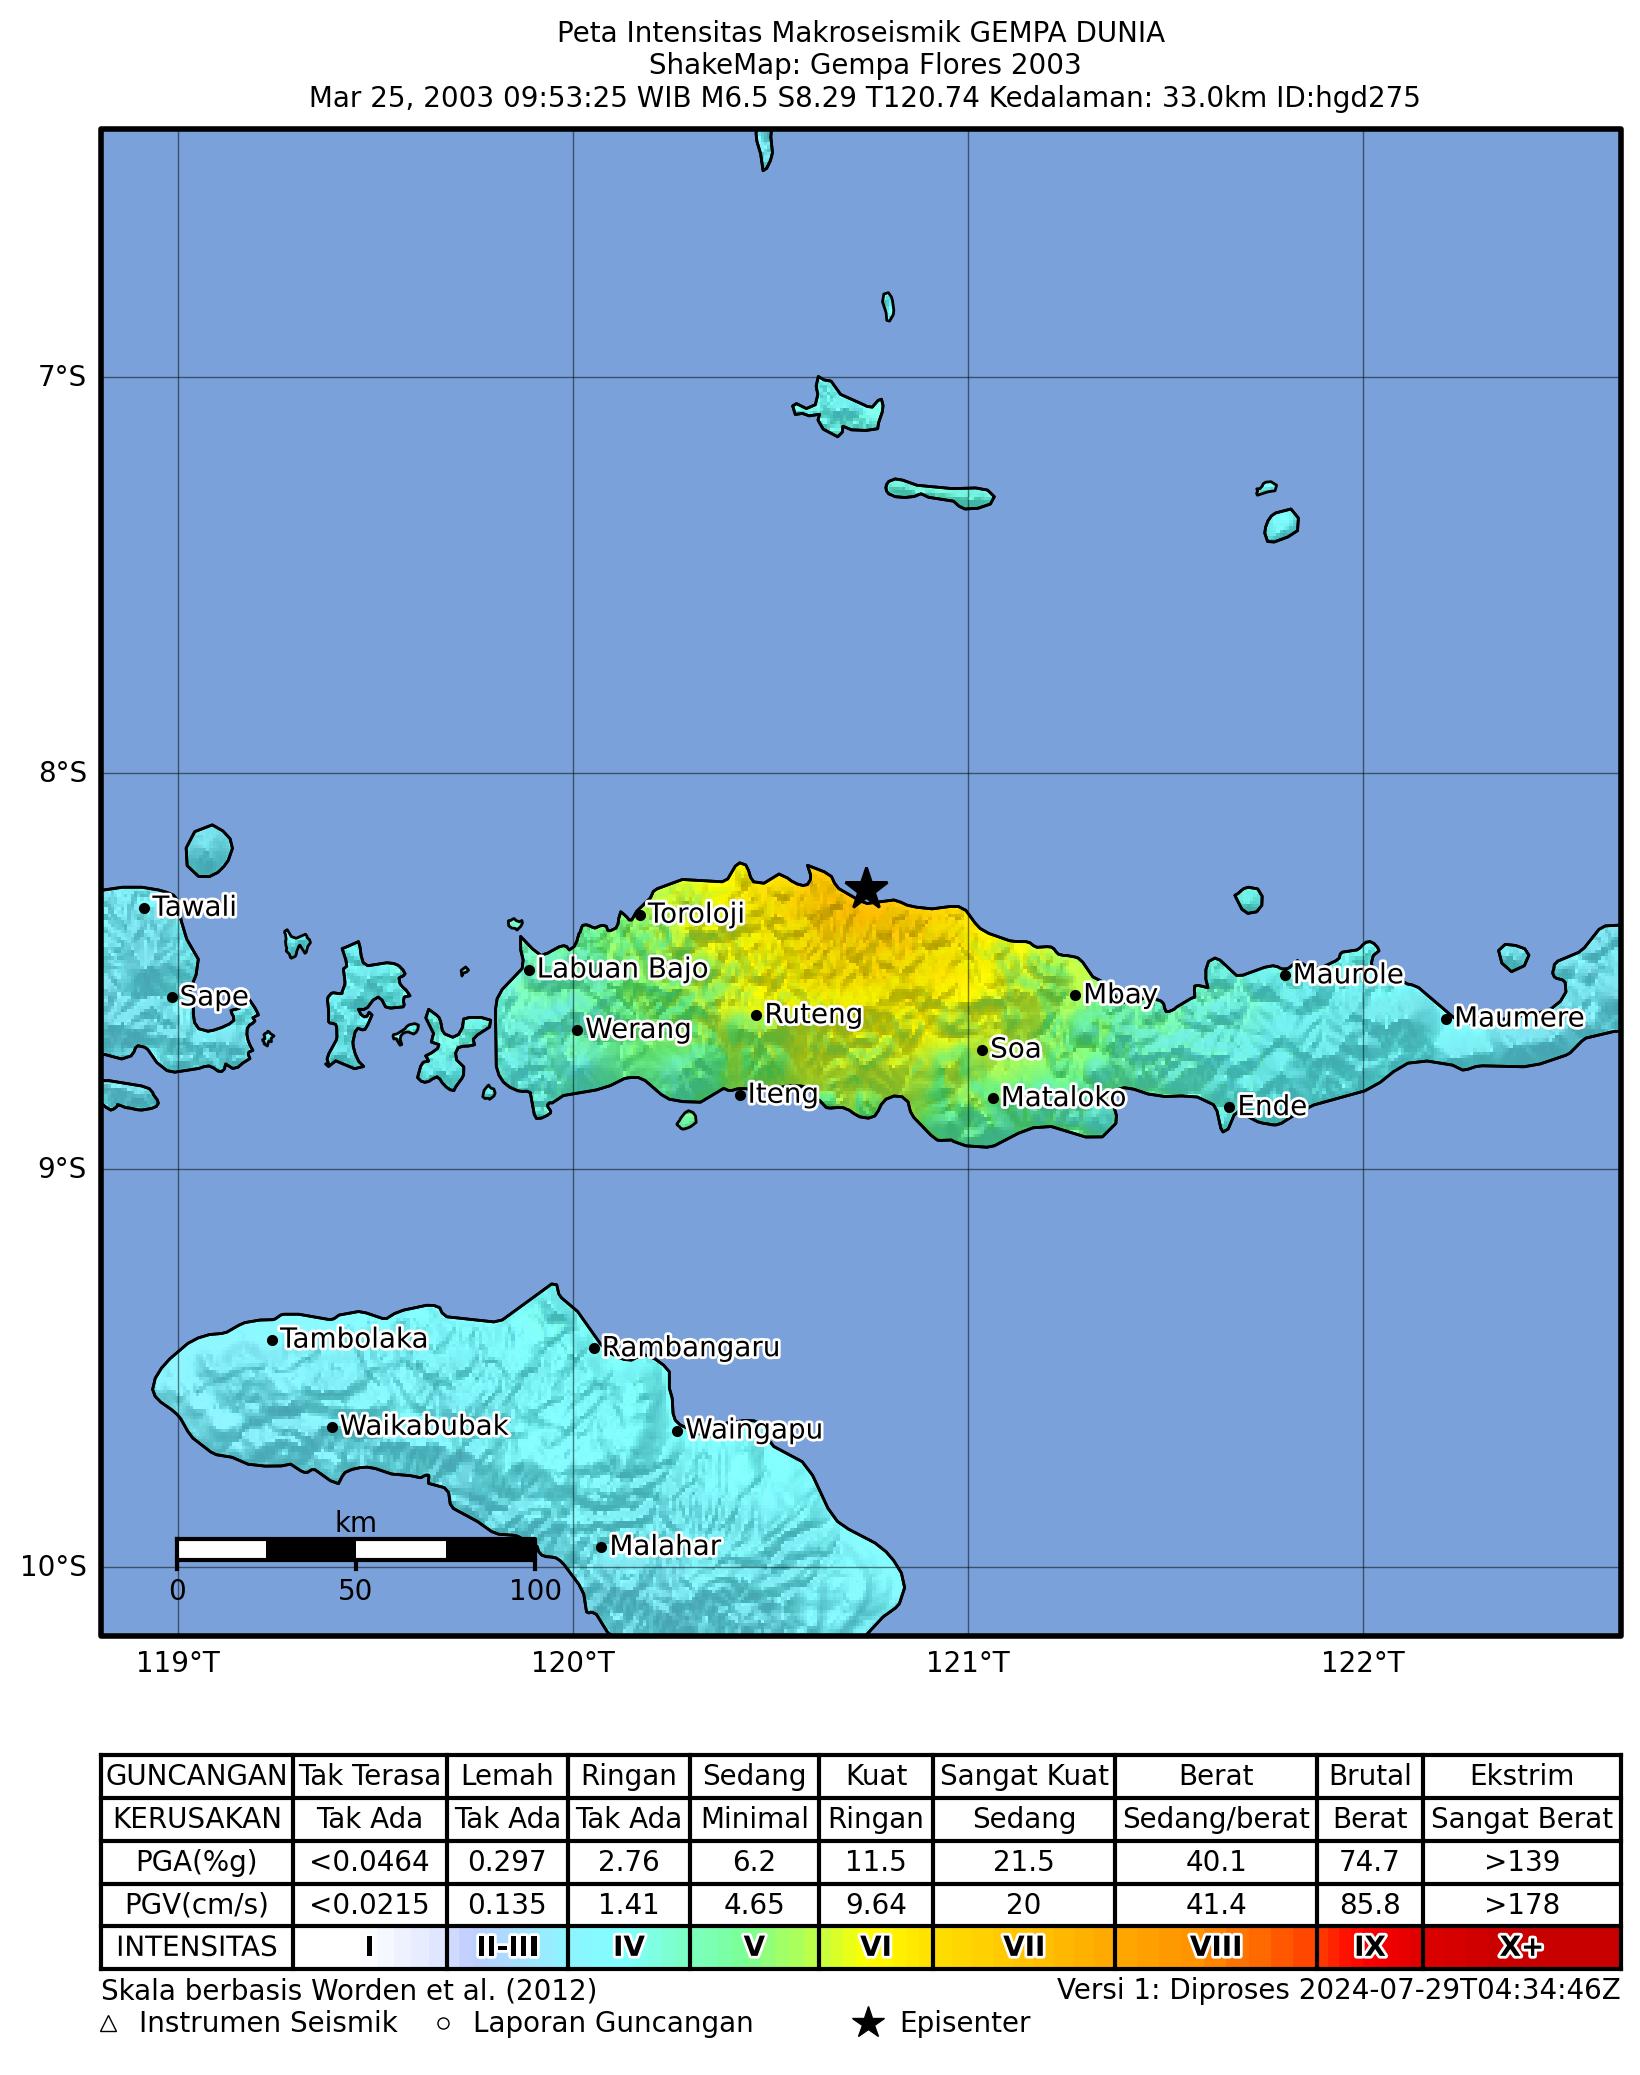 Peta Intensitas Makroseismik GEMPA DUNIA
ShakeMap: Gempa Flores 2003
Mar 25, 2003 09:53:25 WIB M6.5 S8.29 T120.74 Kedalaman: 33.0km ID:hgd275
7°S
8°S
Tawali
Toroloji
Labuan Bajo
Sape
Mbay
Maurole
Ruteng
Maumere
Werang
Soa
Iteng
Mataloko
Ende
9°S
Tambolaka
Rambangaru
Waikabubak
Waingapu
km
Malahar
10°S
0 50 100
119°T 120°T 121°T 122°T
GUNCANGAN Tak Terasa Lemah Ringan Sedang Kuat Sangat Kuat Berat Brutal Ekstrim
KERUSAKAN Tak Ada Tak Ada Tak Ada Minimal Ringan Sedang Sedang/berat Berat Sangat Berat
PGA(%g) <0.0464 0.297 2.76 6.2 11.5 21.5 40.1 74.7 >139
PGV(cm/s) <0.0215 0.135 1.41 4.65 9.64 20 41.4 85.8 >178
INTENSITAS I II-III IV V VI VII VIII IX X+
Skala berbasis Worden et al. (2012) Versi 1: Diproses 2024-07-29T04:34:46Z
Instrumen Seismik Laporan Guncangan Episenter